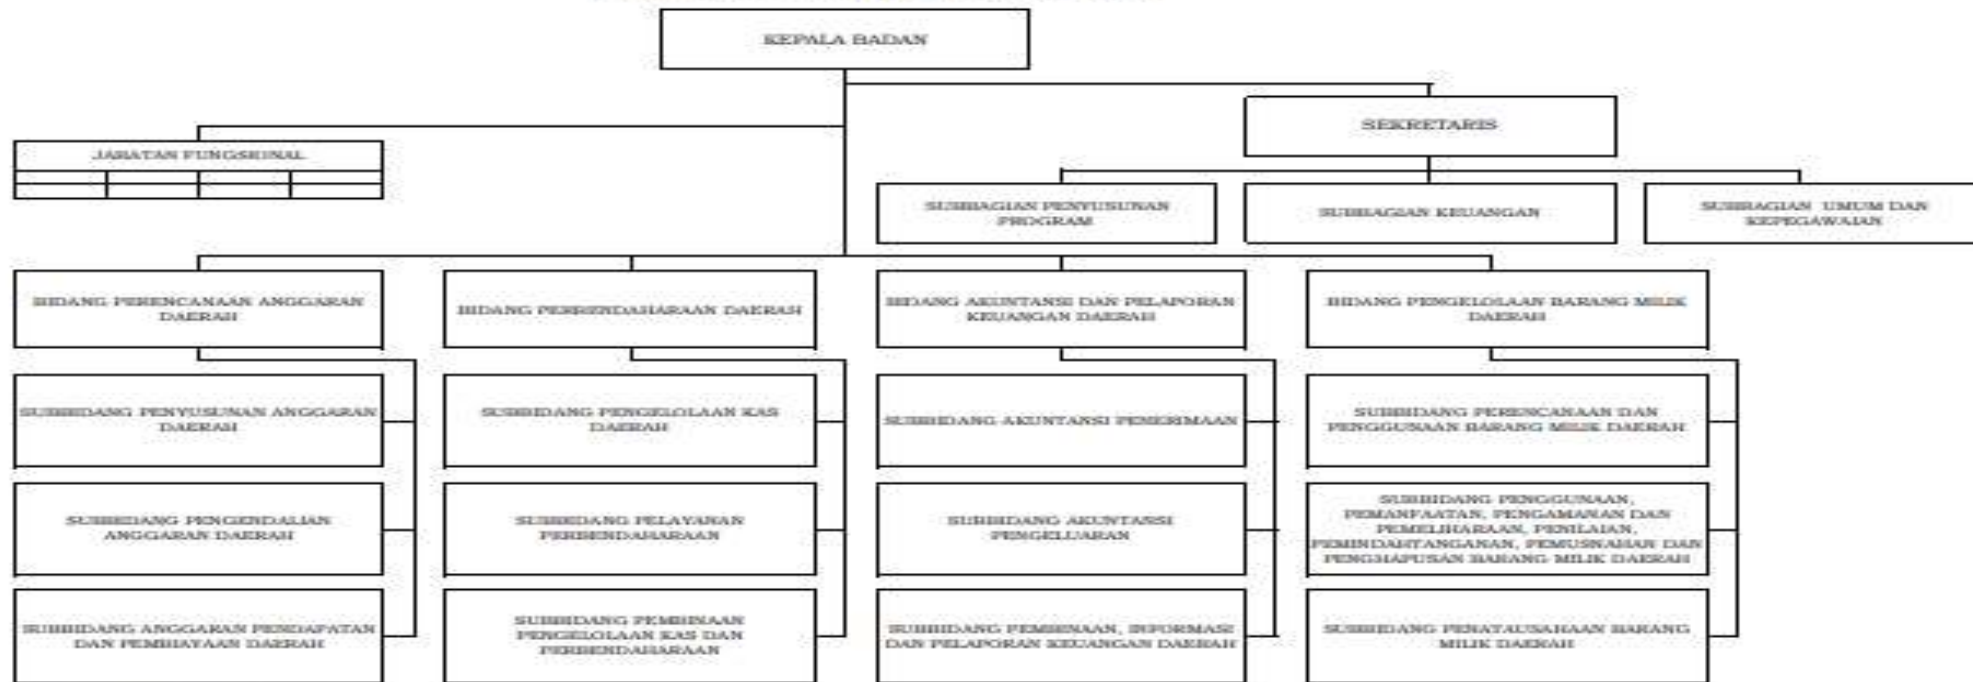 KEPALA BADAN
SEKRETARIS
JABATAN FUNGSIONAL
SUBBAGIAN PENYUSUNAN
PROGRAM
SUBBAGIAN KEUANGAN
SUBBAGIAN UMUM DAN
KEPEGAWAIAN
BIDANG PERENCANAAN ANGGARAN
DAERAH
BIDANG PERBENDAHARAAN DAERAH
BIDANG AKUNTANSI DAN PELAPORAN
KEUANGAN DAERAH
BIDANG PENGELOLAAN BARANG MILIK
DAERAH
SUBBIDANG PENYUSUNAN ANGGARAN
DAERAH
SUBBIDANG PENGELOLAAN KAS
DAERAH
SUBBIDANG AKUNTANSI PENERIMAAN
SUBBIDANG PERENCANAAN DAN
PENGGUNAAN BARANG MILIK DAERAH
SUBBIDANG PENGENDALIAN
ANGGARAN DAERAH
SUBBIDANG PELAYANAN
PERBENDAHARAAN
SUBBIDANG AKUNTANSI
PENGELUARAN
SUBBIDANG PENGGUNAAN,
PEMANFAATAN, PENGAMANAN DAN
PEMELIHARAAN, PENILAIAN,
PEMINDAHTANGANAN, PEMUSNAHAN DAN
PENGHAPUSAN BARANG MILIK DAERAH
SUBBIDANG ANGGARAN PENDAPATAN
DAN PEMBIAYAAN DAERAH
SUBBIDANG PEMBINAAN
PENGELOLAAN KAS DAN
PERBENDAHARAAN
SUBBIDANG PEMBINAAN, INFORMASI
DAN PELAPORAN KEUANGAN DAERAH
SUBBIDANG PENATAUSAHAAN BARANG
MILIK DAERAH